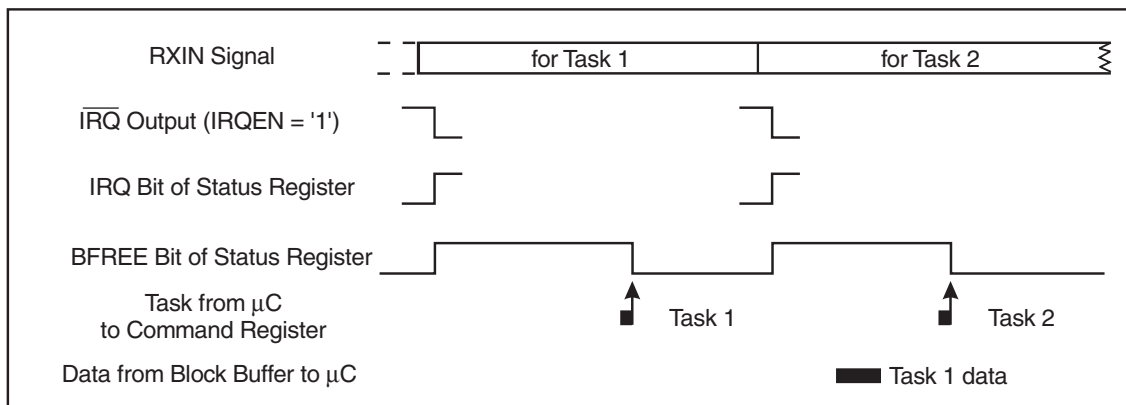 RXIN Signal
for Task 1
for Task 2
IRQ Output (IRQEN = '1')
IRQ Bit of Status Register
BFREE Bit of Status Register
Task from μC
to Command Register
Task 1
Task 2
Data from Block Buffer to μC
Task 1 data